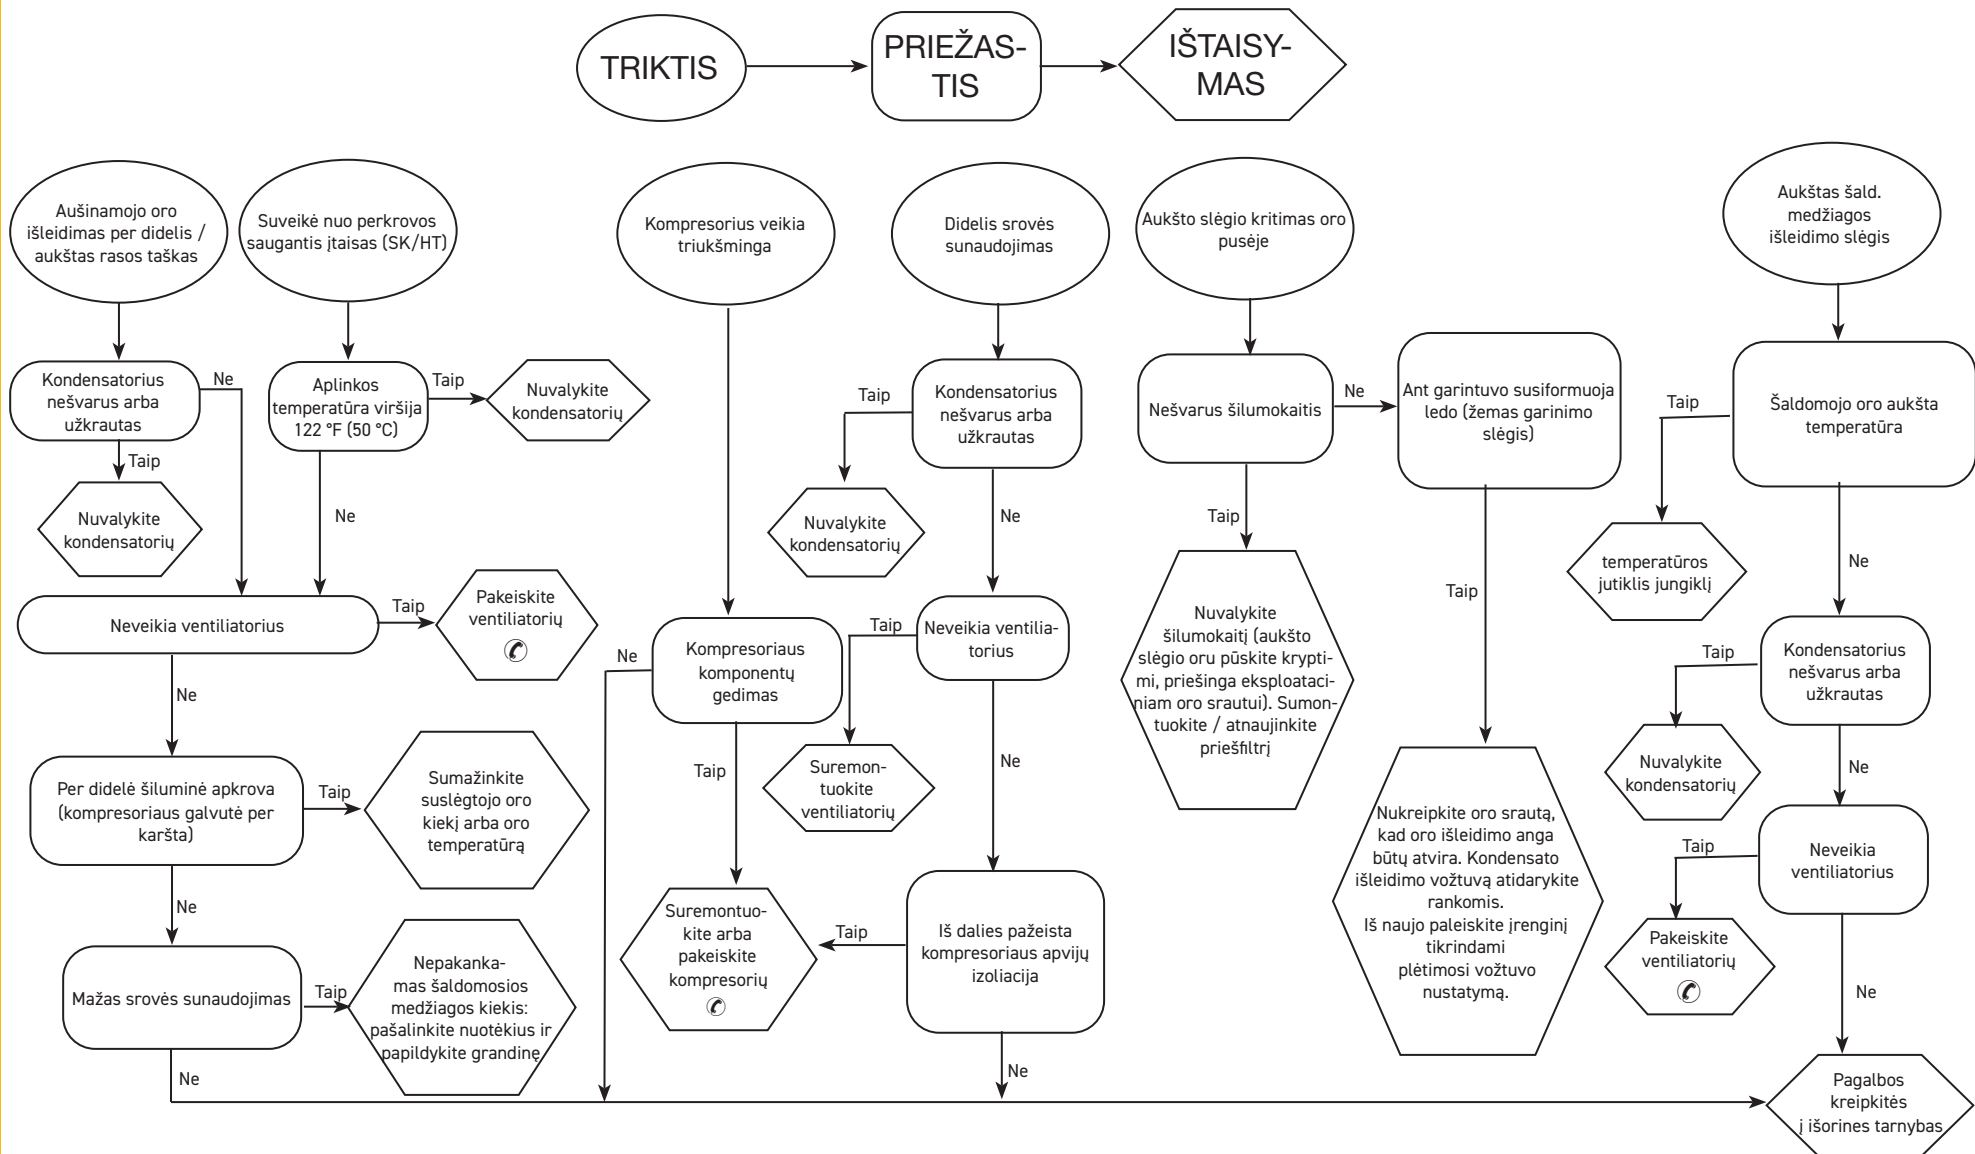 TRIKTIS
PRIEŽAS-
TIS
IŠTAISY-
MAS
Aušinamojo oro
išleidimas per didelis /
aukštas rasos taškas
Suveikė nuo perkrovos
saugantis įtaisas (SK/HT)
Kompresorius veikia
triukšminga
Didelis srovės
sunaudojimas
Aukšto slėgio kritimas oro
pusėje
Aukštas šald.
medžiagos
išleidimo slėgis
Kondensatorius
nešvarus arba
užkrautas
Ne
Taip
Nuvalykite
kondensatorių
Aplinkos
temperatūra viršija
122 °F (50 °C)
Taip
Nuvalykite
kondensatorių
Ne
Neveikia ventiliatorius
Taip
Pakeiskite
ventiliatorių
Ne
Per didelė šiluminė apkrova
(kompresoriaus galvutė per
karšta)
Taip
Sumažinkite
suslėgtojo oro
kiekį arba oro
temperatūrą
Ne
Mažas srovės sunaudojimas
Taip
Nepakanka-
mas šaldomosios
medžiagos kiekis:
pašalinkite nuotėkius ir
papildykite grandinę
Ne
Kompresoriaus
komponentų
gedimas
Ne
Taip
Suremontuo-
kite arba
pakeiskite
kompresorių
Kondensatorius
nešvarus arba
užkrautas
Taip
Nuvalykite
kondensatorių
Ne
Neveikia ventilia-
torius
Taip
Suremon-
tuokite
ventiliatorių
Ne
Iš dalies pažeista
kompresoriaus apvijų
izoliacija
Taip
Ne
Nešvarus šilumokaitis
Ne
Taip
Nuvalykite
šilumokaitį (aukšto
slėgio oru pūskite krypti-
mi, priešinga eksploataci-
niam oro srautui). Sumon-
tuokite / atnaujinkite
priešfiltrį
Ant garintuvo susiformuoja
ledo (žemas garinimo
slėgis)
Taip
Nukreipkite oro srautą,
kad oro išleidimo anga
būtų atvira. Kondensato
išleidimo vožtuvą atidarykite
rankomis.
Iš naujo paleiskite įrenginį
tikrindami
plėtimosi vožtuvo
nustatymą.
Šaldomojo oro aukšta
temperatūra
Taip
temperatūros
jutiklis jungiklį
Ne
Kondensatorius
nešvarus arba
užkrautas
Taip
Nuvalykite
kondensatorių
Ne
Neveikia
ventiliatorius
Taip
Pakeiskite
ventiliatorių
Ne
Pagalbos
kreipkitės
į išorines tarnybas